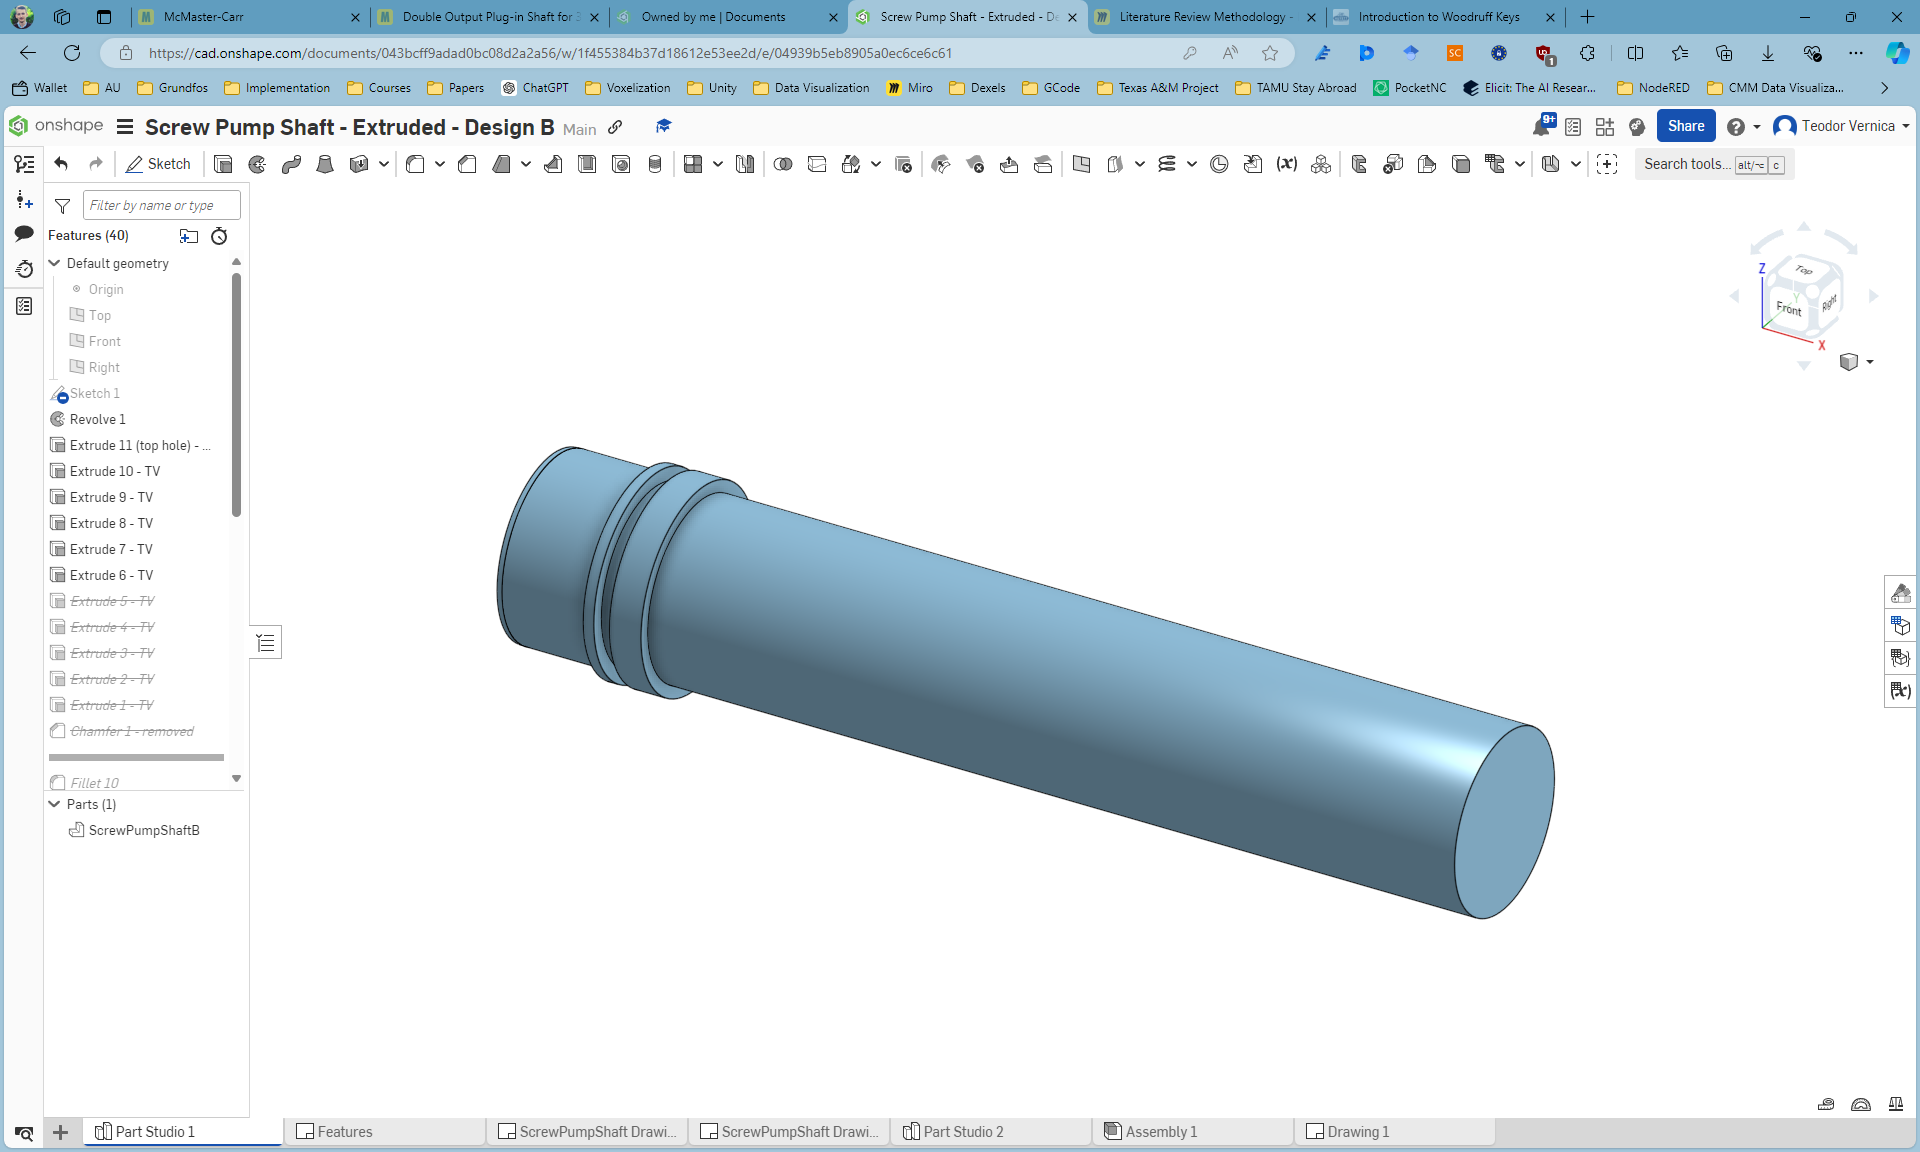 McMaster-Carr
Double Output Plug-in Shaft for 3
Owned by me | Documents
Screw Pump Shaft - Extruded - De
Literature Review Methodology -
Introduction to Woodruff Keys
https://cad.onshape.com/documents/043bcff9adad0bc08d2a2a56/w/1f455384b37d18612e53ee2d/e/04939b5eb8905a0ec6ce6c61
Wallet
AU
Grundfos
Implementation
Courses
Papers
ChatGPT
Voxelization
Unity
Data Visualization
Miro
Dexels
GCode
Texas A&M Project
TAMU Stay Abroad
PocketNC
Elicit: The AI Resear...
NodeRED
CMM Data Visualiza...
onshape
Screw Pump Shaft - Extruded - Design B Main
9+
Share
Teodor Vernica
Sketch
Search tools... alt/⌥ c
Filter by name or type
Features (40)
Default geometry
Origin
Top
Front
Right
Sketch 1
Revolve 1
Extrude 11 (top hole) - ...
Extrude 10 - TV
Extrude 9 - TV
Extrude 8 - TV
Extrude 7 - TV
Extrude 6 - TV
Extrude 5 - TV
Extrude 4 - TV
Extrude 3 - TV
Extrude 2 - TV
Extrude 1 - TV
Chamfer 1 - removed
Fillet 10
Parts (1)
ScrewPumpShaftB
Z
Top
Y
Front
Right
X
Part Studio 1
Features
ScrewPumpShaft Drawi...
ScrewPumpShaft Drawi...
Part Studio 2
Assembly 1
Drawing 1